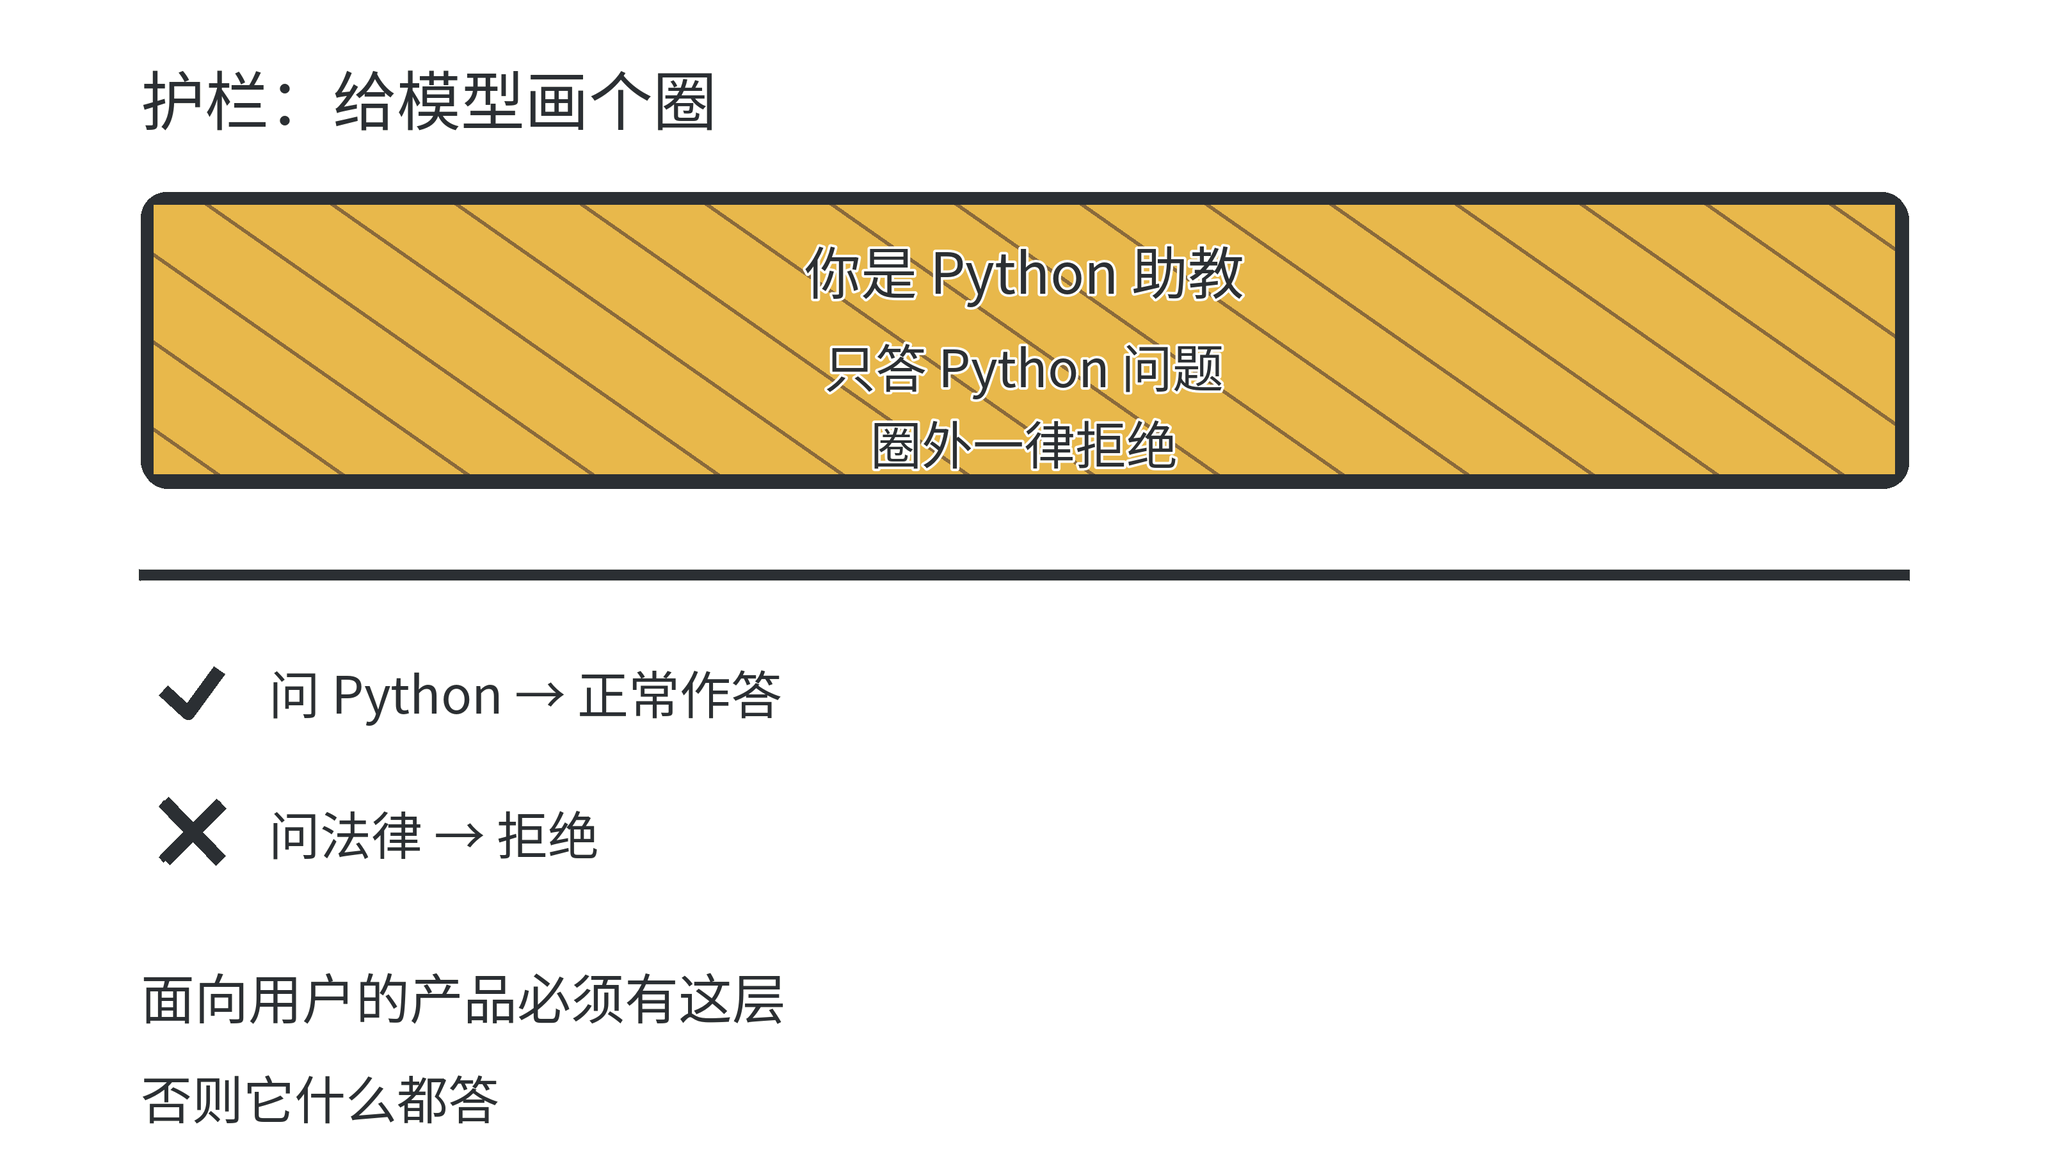 护栏：给模型画个圈
你是 Python 助教
只答 Python 问题
圈外一律拒绝
问 Python → 正常作答
问法律 → 拒绝
面向用户的产品必须有这层
否则它什么都答